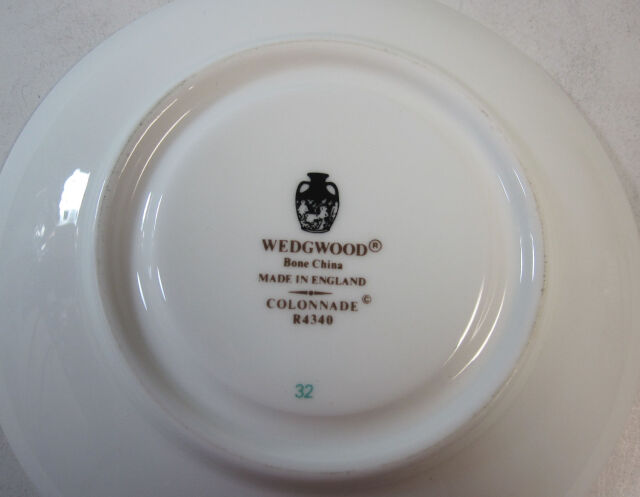 WEDGWOOD®
Bone China
MADE IN ENGLAND
COLONNADE ©
R4340
32